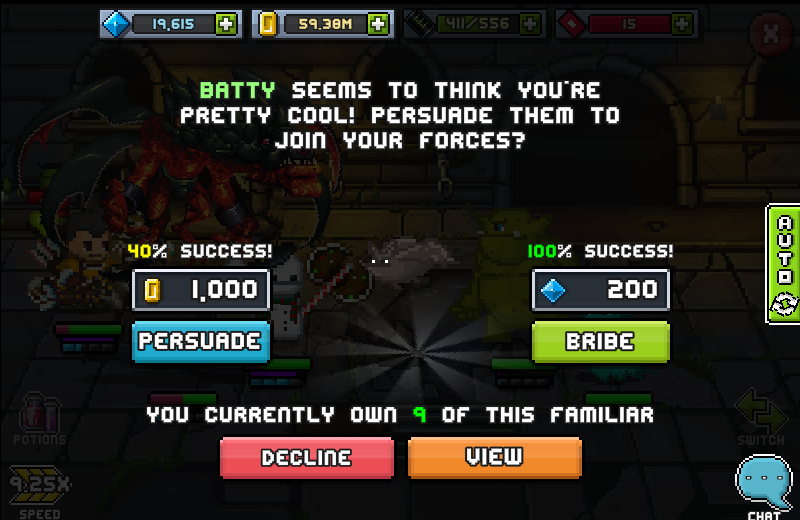 19,615
59.38M
411/556
15
X
BATTY SEEMS TO THINK YOU'RE
PRETTY COOL! PERSUADE THEM TO
JOIN YOUR FORCES?
40% SUCCESS!
1,000
PERSUADE
100% SUCCESS!
200
BRIBE
AUTO
YOU CURRENTLY OWN 9 OF THIS FAMILIAR
DECLINE
VIEW
POTIONS
9.25X
SPEED
SWITCH
CHAT